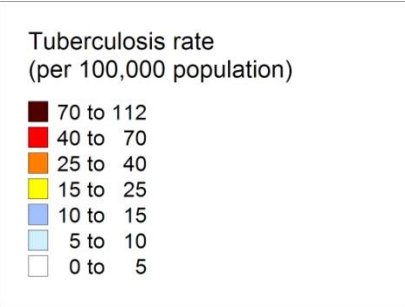 Tuberculosis rate
(per 100,000 population)
70 to 112
40 to 70
25 to 40
15 to 25
10 to 15
5 to 10
0 to 5